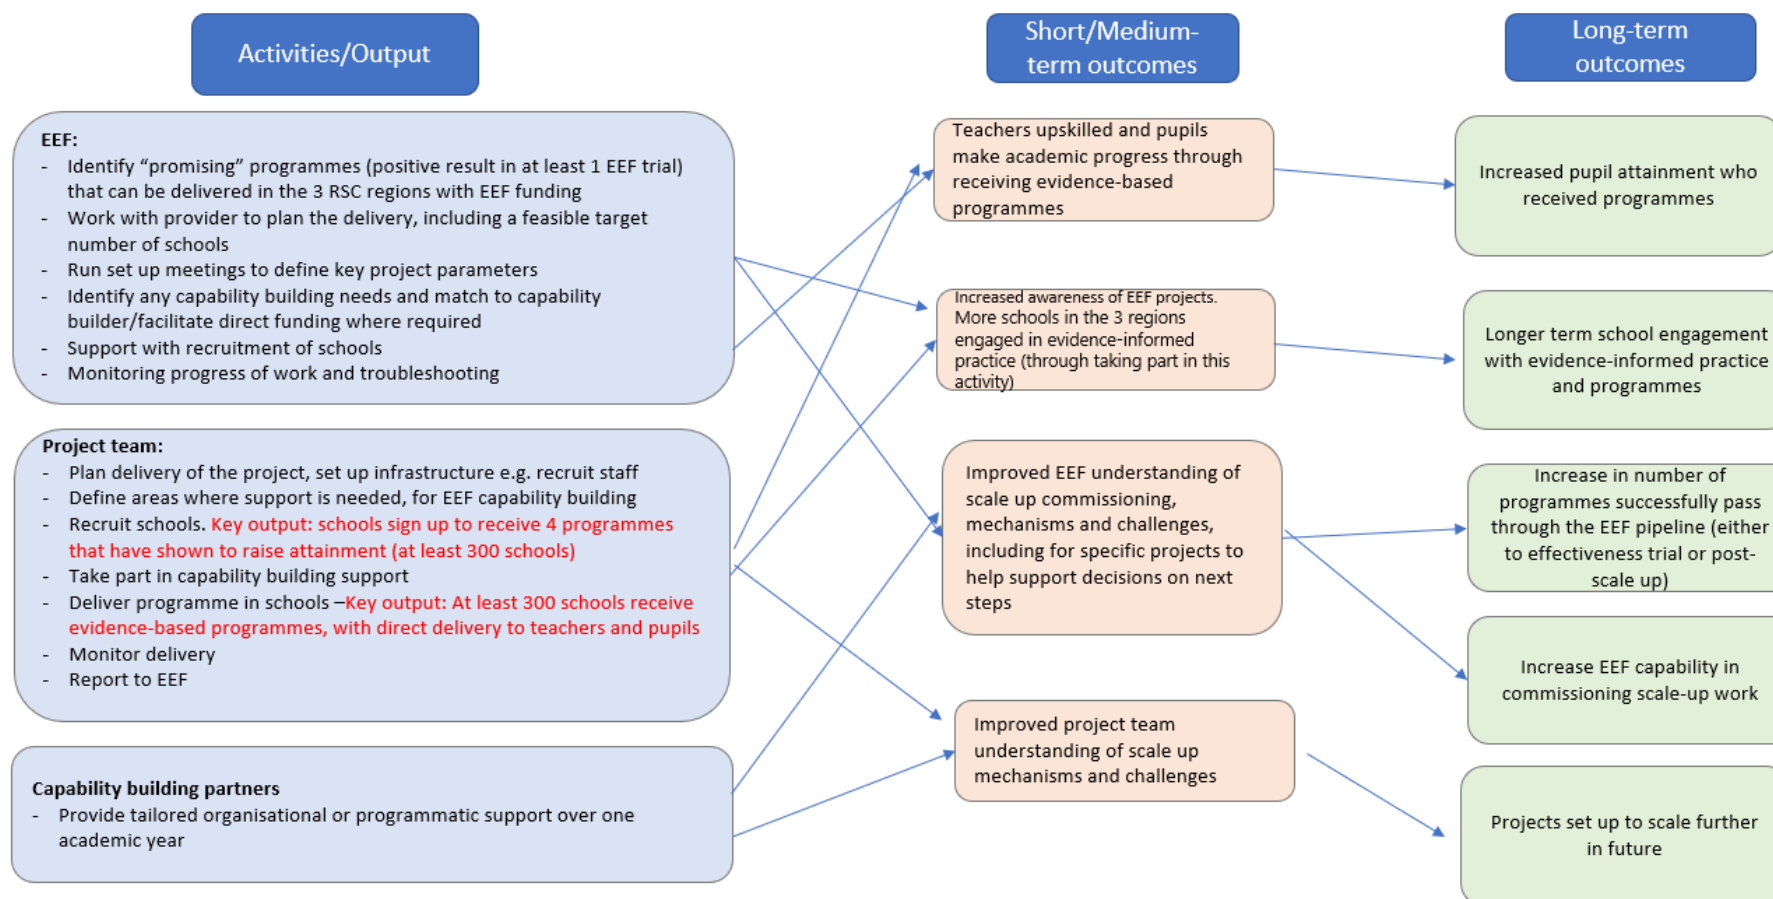 Activities/Output
Short/Medium-
term outcomes
Long-term
outcomes
EEF:
- Identify “promising” programmes (positive result in at least 1 EEF trial)
that can be delivered in the 3 RSC regions with EEF funding
- Work with provider to plan the delivery, including a feasible target
number of schools
- Run set up meetings to define key project parameters
- Identify any capability building needs and match to capability
builder/facilitate direct funding where required
- Support with recruitment of schools
- Monitoring progress of work and troubleshooting
Project team:
- Plan delivery of the project, set up infrastructure e.g. recruit staff
- Define areas where support is needed, for EEF capability building
- Recruit schools. Key output: schools sign up to receive 4 programmes
that have shown to raise attainment (at least 300 schools)
- Take part in capability building support
- Deliver programme in schools –Key output: At least 300 schools receive
evidence-based programmes, with direct delivery to teachers and pupils
- Monitor delivery
- Report to EEF
Capability building partners
- Provide tailored organisational or programmatic support over one
academic year
Teachers upskilled and pupils
make academic progress through
receiving evidence-based
programmes
Increased awareness of EEF projects.
More schools in the 3 regions
engaged in evidence-informed
practice (through taking part in this
activity)
Improved EEF understanding of
scale up commissioning,
mechanisms and challenges,
including for specific projects to
help support decisions on next
steps
Improved project team
understanding of scale up
mechanisms and challenges
Increased pupil attainment who
received programmes
Longer term school engagement
with evidence-informed practice
and programmes
Increase in number of
programmes successfully pass
through the EEF pipeline (either
to effectiveness trial or post-
scale up)
Increase EEF capability in
commissioning scale-up work
Projects set up to scale further
in future